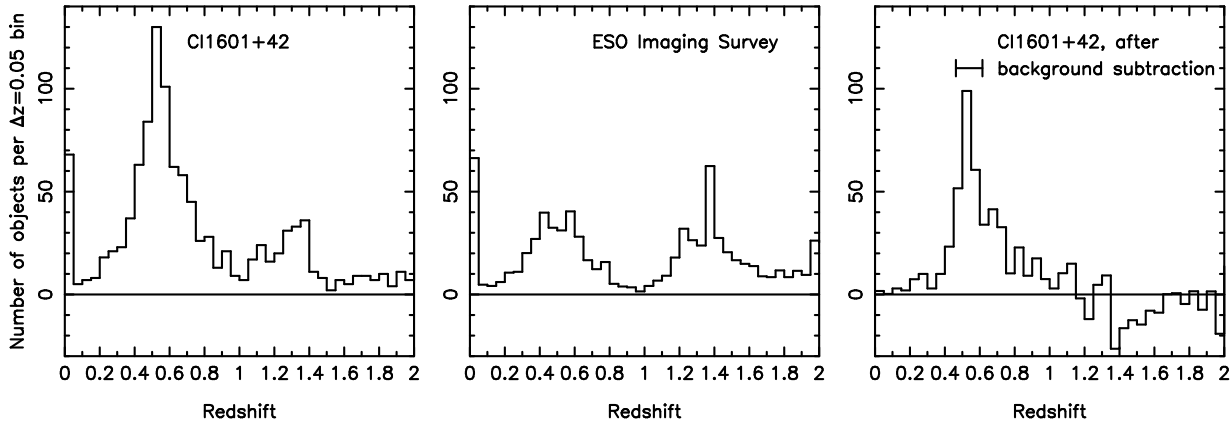 Number of objects per Δz=0.05 bin
0
50
100
Cl1601+42
0 0.2 0.4 0.6 0.8 1 1.2 1.4 1.6 1.8 2
Redshift
0
50
100
ESO Imaging Survey
0 0.2 0.4 0.6 0.8 1 1.2 1.4 1.6 1.8 2
Redshift
0
50
100
Cl1601+42, after
background subtraction
0 0.2 0.4 0.6 0.8 1 1.2 1.4 1.6 1.8 2
Redshift